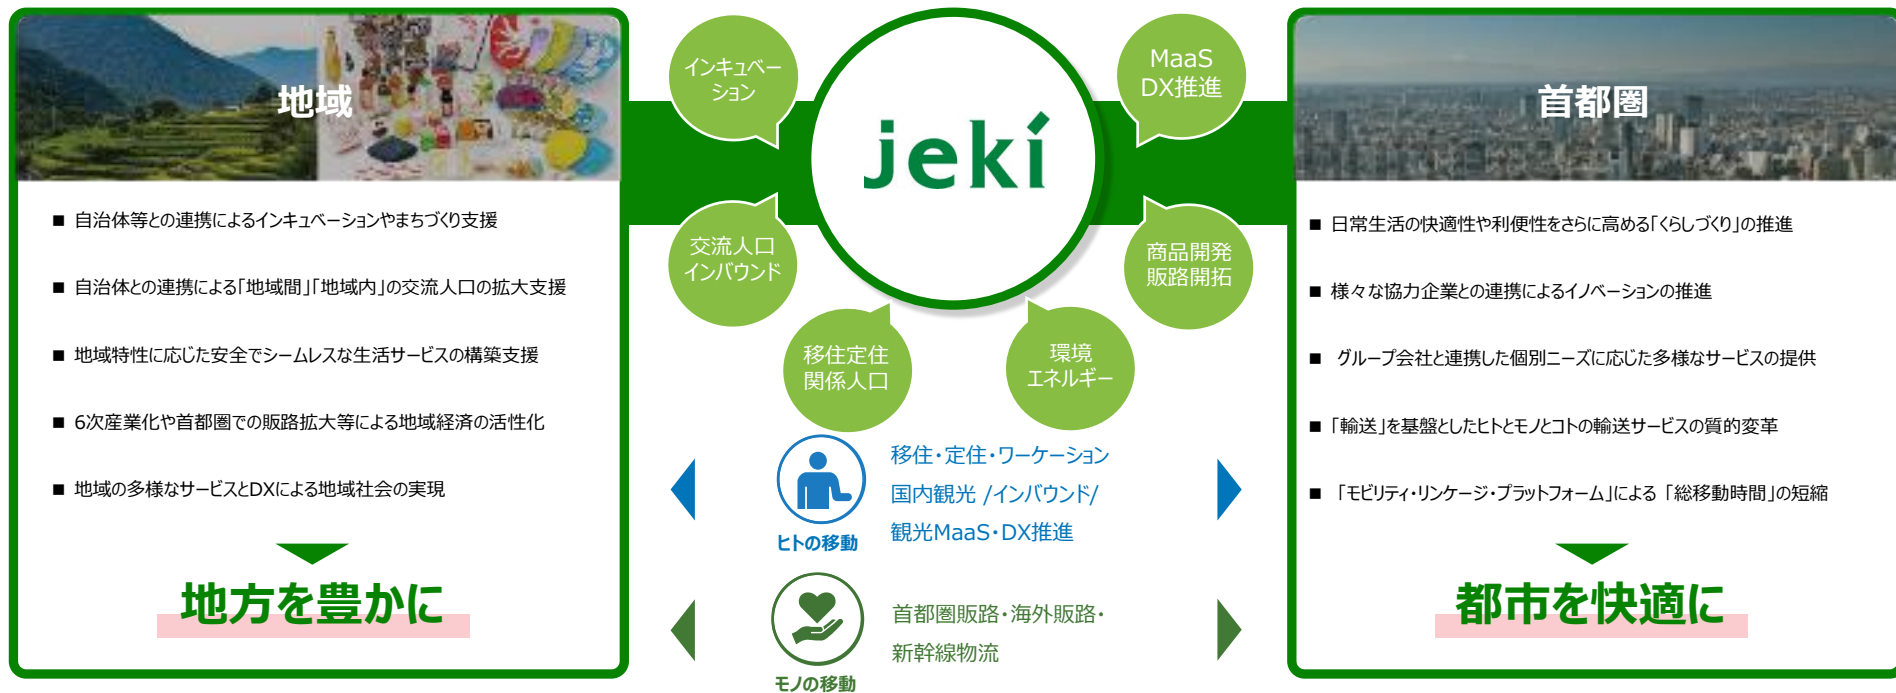 地域
■ 自治体等との連携によるインキュベーションやまちづくり支援
■ 自治体との連携による「地域間」「地域内」の交流人口の拡大支援
■ 地域特性に応じた安全でシームレスな生活サービスの構築支援
■ 6次産業化や首都圏での販路拡大等による地域経済の活性化
■ 地域の多様なサービスとDXによる地域社会の実現
地方を豊かに
インキュベー
ション
MaaS
DX推進
jekí
交流人口
インバウンド
商品開発
販路開拓
移住定住
関係人口
環境
エネルギー
ヒトの移動
移住・定住・ワーケーション
国内観光 /インバウンド/
観光MaaS・DX推進
モノの移動
首都圏販路・海外販路・
新幹線物流
首都圏
■ 日常生活の快適性や利便性をさらに高める「くらしづくり」の推進
■ 様々な協力企業との連携によるイノベーションの推進
■ グループ会社と連携した個別ニーズに応じた多様なサービスの提供
■ 「輸送」を基盤としたヒトとモノとコトの輸送サービスの質的変革
■ 「モビリティ・リンケージ・プラットフォーム」による 「総移動時間」の短縮
都市を快適に